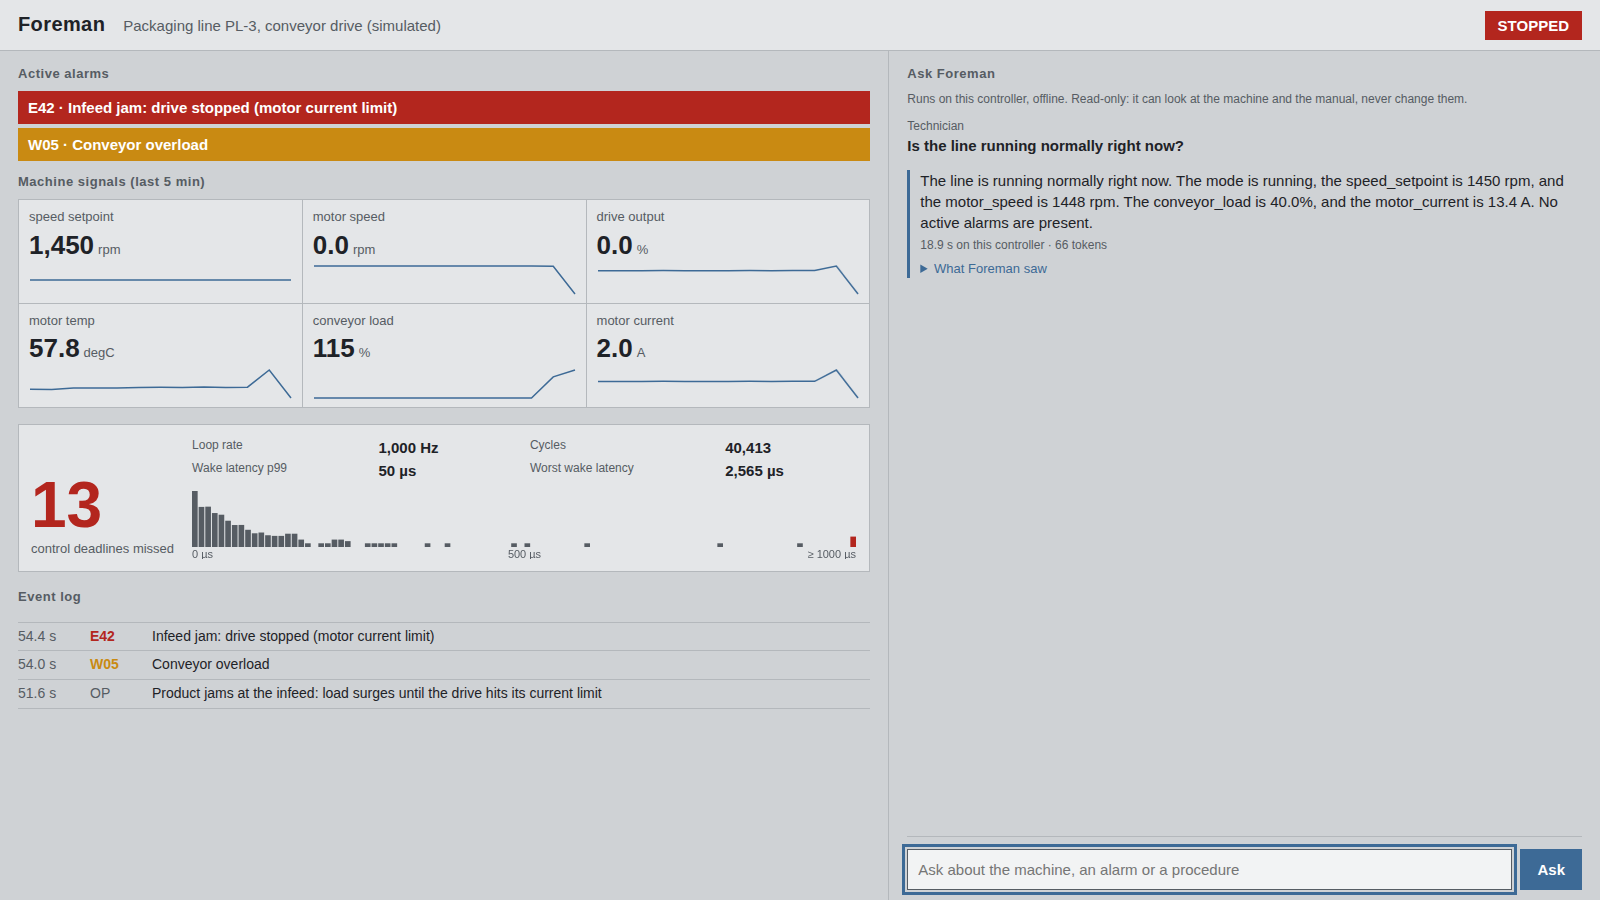 Foreman Packaging line PL-3, conveyor drive (simulated) STOPPED
Active alarms
E42 · Infeed jam: drive stopped (motor current limit)
W05 · Conveyor overload
Machine signals (last 5 min)
speed setpoint
1,450 rpm
motor speed
0.0 rpm
drive output
0.0 %
motor temp
57.8 degC
conveyor load
115 %
motor current
2.0 A
13
control deadlines missed
Loop rate 1,000 Hz Cycles 40,413
Wake latency p99 50 µs Worst wake latency 2,565 µs
0 µs 500 µs ≥ 1000 µs
Event log
54.4 s E42 Infeed jam: drive stopped (motor current limit)
54.0 s W05 Conveyor overload
51.6 s OP Product jams at the infeed: load surges until the drive hits its current limit
Ask Foreman
Runs on this controller, offline. Read-only: it can look at the machine and the manual, never change them.
Technician
Is the line running normally right now?
The line is running normally right now. The mode is running, the speed_setpoint is 1450 rpm, and
the motor_speed is 1448 rpm. The conveyor_load is 40.0%, and the motor_current is 13.4 A. No
active alarms are present.
18.9 s on this controller · 66 tokens
▶ What Foreman saw
Ask about the machine, an alarm or a procedure
Ask